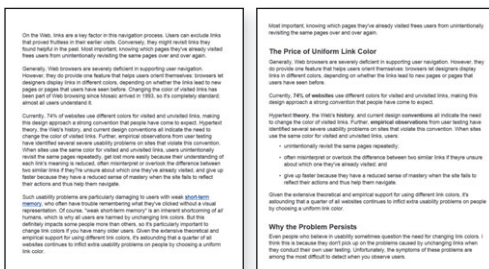 On the Web, links are a key factor in this navigation process. Users can exclude links
that proved fruitless in their earlier visits. Conversely, they might revisit links they
found helpful in the past. Most important, knowing which pages they've already visited
frees users from unintentionally revisiting the same pages over and over again.
Generally, Web browsers are severely deficient in supporting user navigation.
However, they do provide one feature that helps users orient themselves: browsers let
designers display links in different colors, depending on whether the links lead to new
pages or pages that users have seen before. Changing the color of visited links has
been part of Web browsing since Mosaic arrived in 1993, so it's completely standard;
almost all users understand it.
Currently, 74% of websites use different colors for visited and unvisited links, making
this design approach a strong convention that people have come to expect. Hypertext
theory, the Web's history, and current design conventions all indicate the need to
change the color of visited links. Further, empirical observations from user testing
have identified several severe usability problems on sites that violate this convention.
When sites use the same color for visited and unvisited links, users unintentionally
revisit the same pages repeatedly, get lost more easily because their understanding of
each link's meaning is reduced, often misinterpret or overlook the difference between
two similar links if they're unsure about which one they've already visited, and give up
faster because they have a reduced sense of mastery when the site fails to reflect
their actions and thus help them navigate.
Such usability problems are particularly damaging to users with weak short-term
memory, who often have trouble remembering what they've clicked without a visual
representation. Of course, "weak short-term memory" is an inherent shortcoming of all
humans, which is why all users are harmed by unchanging link colors. But this
definitely impacts some people more than others, so it's particularly important to
change link colors if you have many older users. Given the extensive theoretical and
empirical support for using different link colors, it's astounding that a quarter of all
websites continues to inflict extra usability problems on people by choosing a uniform
link color.
Most important, knowing which pages they've already visited frees users from unintentionally
revisiting the same pages over and over again.
The Price of Uniform Link Color
Generally, Web browsers are severely deficient in supporting user navigation. However, they
do provide one feature that helps users orient themselves: browsers let designers display
links in different colors, depending on whether the links lead to new pages or pages that
users have seen before.
Currently, 74% of websites use different colors for visited and unvisited links, making this
design approach a strong convention that people have come to expect.
Hypertext theory, the Web's history, and current design conventions all indicate the need
to change the color of visited links. Further, empirical observations from user testing have
identified several severe usability problems on sites that violate this convention. When sites
use the same color for visited and unvisited links, users:
• unintentionally revisit the same pages repeatedly;
• often misinterpret or overlook the difference between two similar links if they're unsure
about which one they've already visited; and
• give up faster because they have a reduced sense of mastery when the site fails to
reflect their actions and thus help them navigate.
Given the extensive theoretical and empirical support for using different link colors, it's
astounding that a quarter of all websites continues to inflict extra usability problems on people
by choosing a uniform link color.
Why the Problem Persists
Even people who believe in usability sometimes question the need for changing link colors. I
think this is because they don't pick up on the problems caused by unchanging links when
they conduct their own user testing. Unfortunately, the symptoms of these problems are
among the most difficult to detect when you observe users.